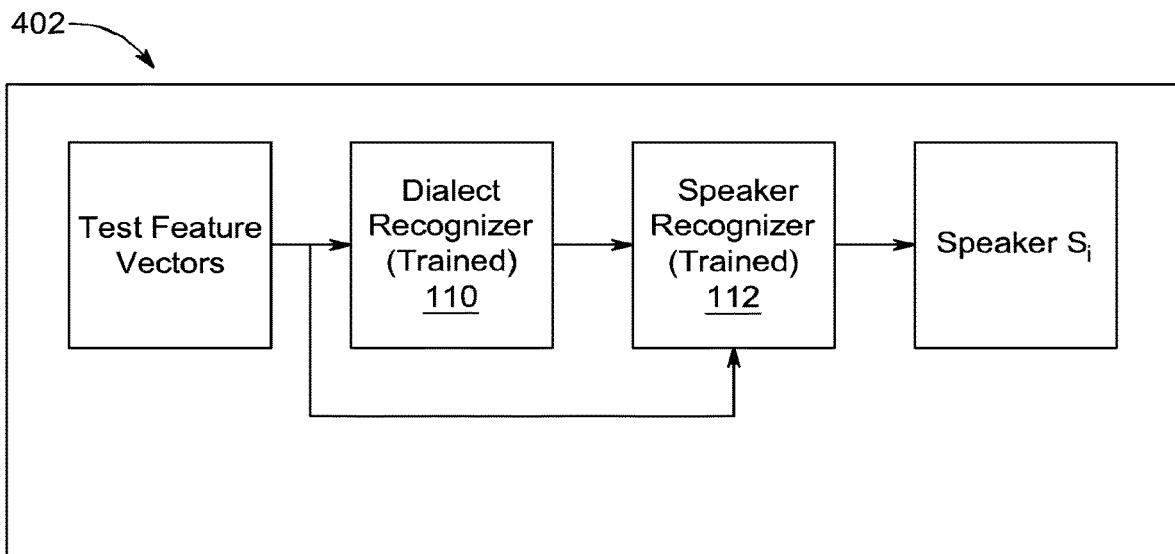 402
Test Feature
Vectors
Dialect
Recognizer
(Trained)
110
Speaker
Recognizer
(Trained)
112
Speaker Si